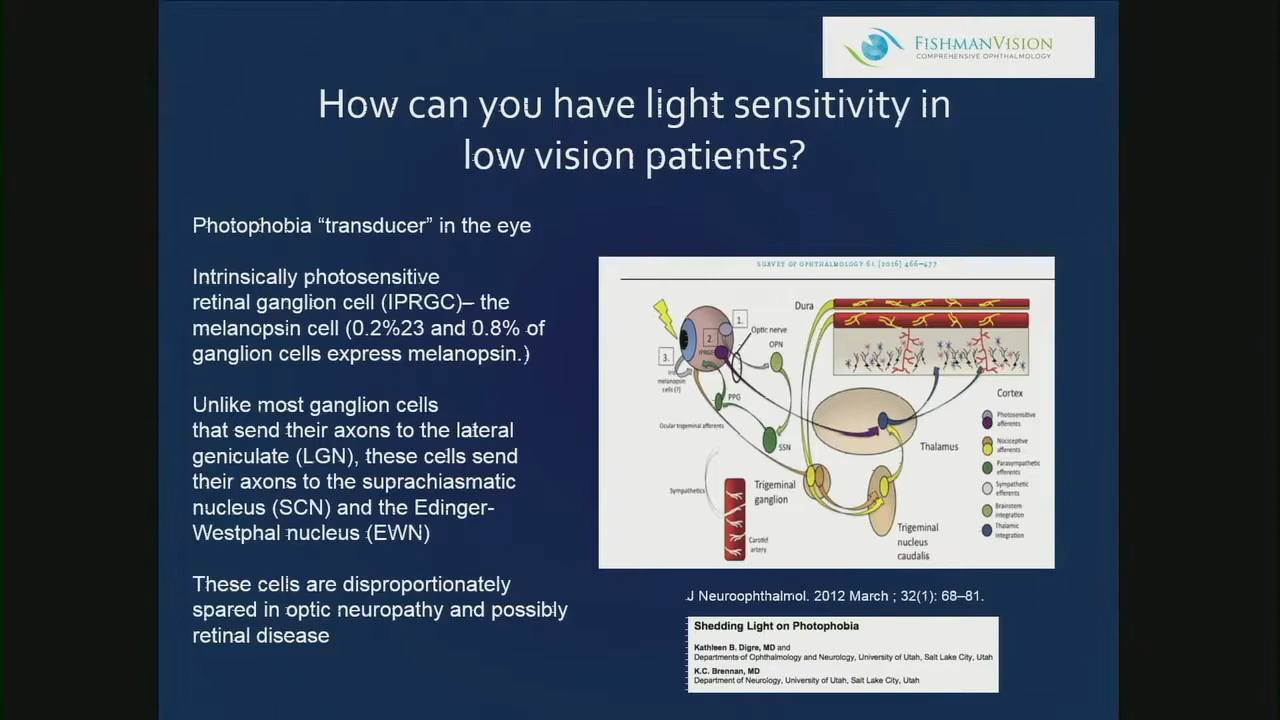 FISHMANVISION
COMPREHENSIVE OPHTHALMOLOGY
How can you have light sensitivity in
low vision patients?
Photophobia “transducer” in the eye
Intrinsically photosensitive
retinal ganglion cell (IPRGC)– the
melanopsin cell (0.2%23 and 0.8% of
ganglion cells express melanopsin.)
Unlike most ganglion cells
that send their axons to the lateral
geniculate (LGN), these cells send
their axons to the suprachiasmatic
nucleus (SCN) and the Edinger-
Westphal nucleus (EWN)
These cells are disproportionately
spared in optic neuropathy and possibly
retinal disease
SURVEY OF OPHTHALMOLOGY 61 (2016) 466–477
Dura
1.
Optic nerve
2.
OPN
IPRGC
3.
Iris
melanopsin
cells (?)
PPG
Cortex
Photosensitive
afferents
Ocular trigeminal afferents
SSN
Thalamus
Nociceptive
afferents
Parasympathetic
efferents
Sympathetics
Trigeminal
ganglion
Sympathetic
efferents
Brainstem
integration
Trigeminal
nucleus
caudalis
Thalamic
integration
Carotid
artery
J Neuroophthalmol. 2012 March ; 32(1): 68–81.
Shedding Light on Photophobia
Kathleen B. Digre, MD and
Departments of Ophthalmology and Neurology, University of Utah, Salt Lake City, Utah
K.C. Brennan, MD
Department of Neurology, University of Utah, Salt Lake City, Utah